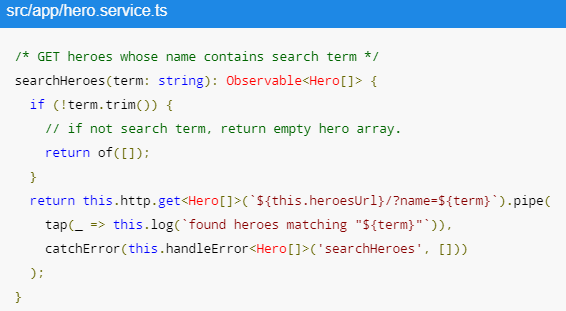 src/app/hero.service.ts
/* GET heroes whose name contains search term */
searchHeroes(term: string): Observable<Hero[]> {
  if (!term.trim()) {
    // if not search term, return empty hero array.
    return of([]);
  }
  return this.http.get<Hero[]>(`${this.heroesUrl}/?name=${term}`).pipe(
    tap(_ => this.log(`found heroes matching "${term}"`)),
    catchError(this.handleError<Hero[]>('searchHeroes', []))
  );
}